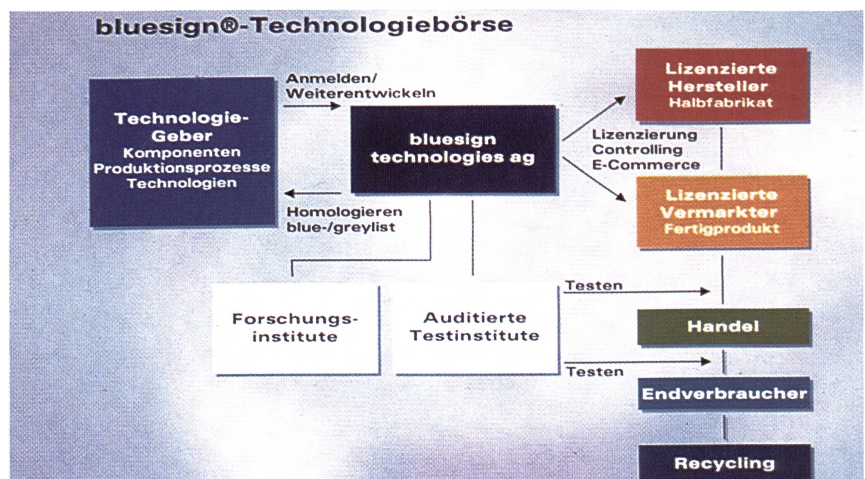 bluesign®-Technologiebörse
Technologie-
Geber
Komponenten
Produktionsprozesse
Technologien
Anmelden/
Weiterentwickeln
Homologieren
blue-/greylist
bluesign
technologies ag
Lizenzierung
Controlling
E-Commerce
Lizenzierte
Hersteller
Halbfabrikat
Lizenzierte
Vermarkter
Fertigprodukt
Forschungs-
institute
Auditierte
Testinstitute
Testen
Testen
Handel
Endverbraucher
Recycling